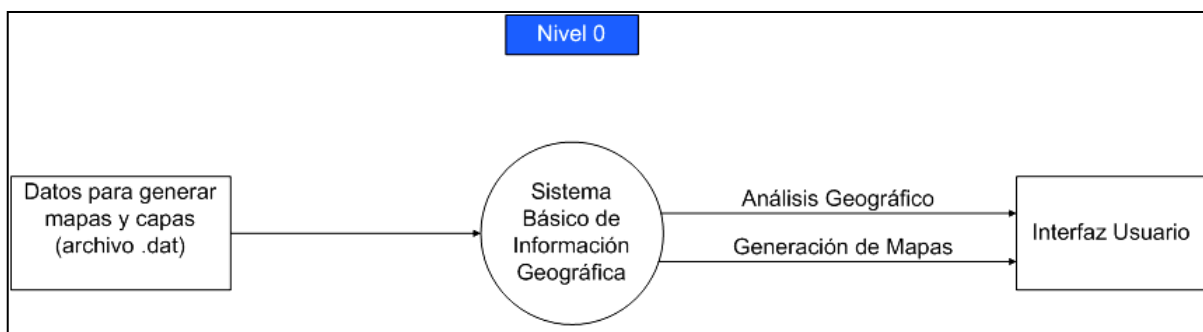 Nivel 0
Datos para generar
mapas y capas
(archivo .dat)
Sistema
Básico de
Información
Geográfica
Análisis Geográfico
Generación de Mapas
Interfaz Usuario